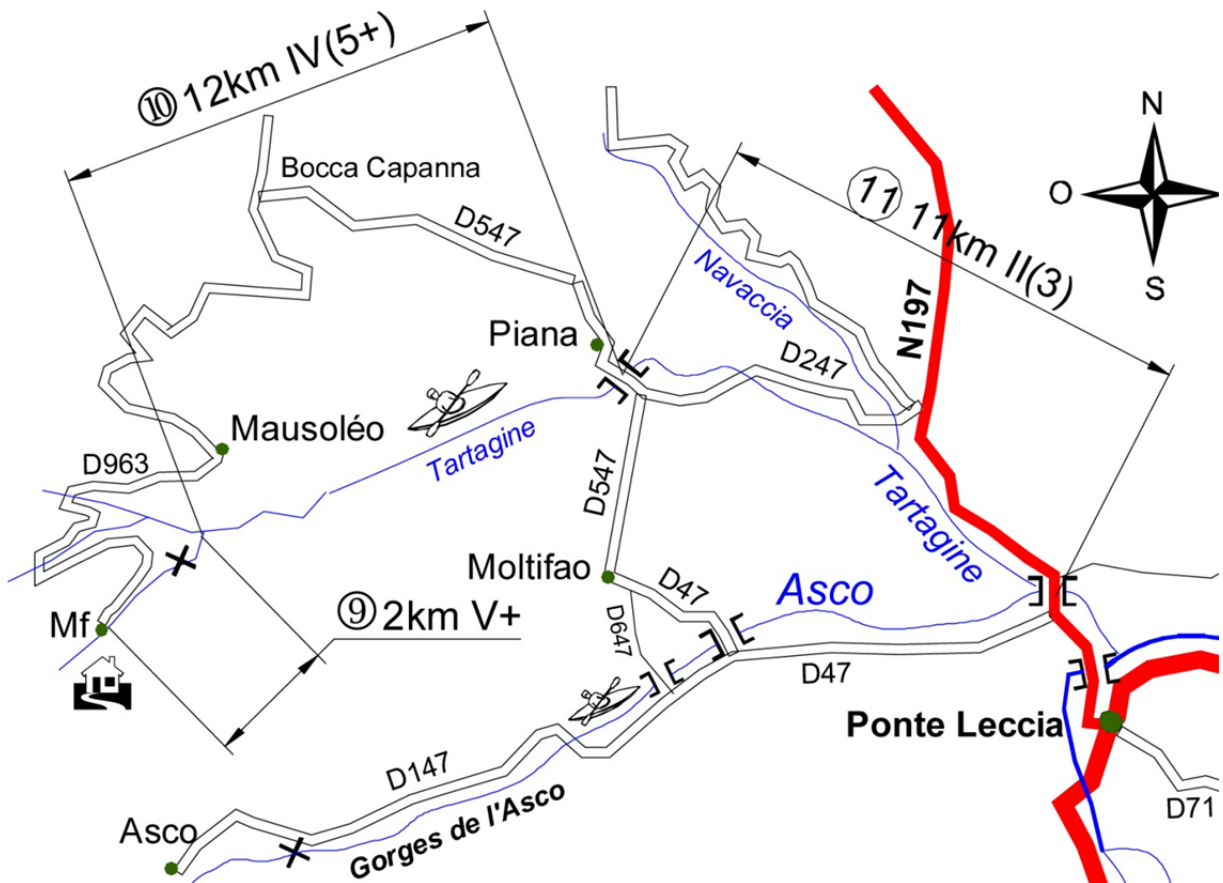 ⑩ 12km IV(5+)
Bocca Capanna
D547
N
O
S
11 11km II(3)
Navaccia
N197
Piana
D247
Mausoléo
Tartagine
D963
D547
Tartagine
Moltifao
D47
Asco
Mf
⑨ 2km V+
D647
D47
Ponte Leccia
D147
D71
Asco
Gorges de l'Asco